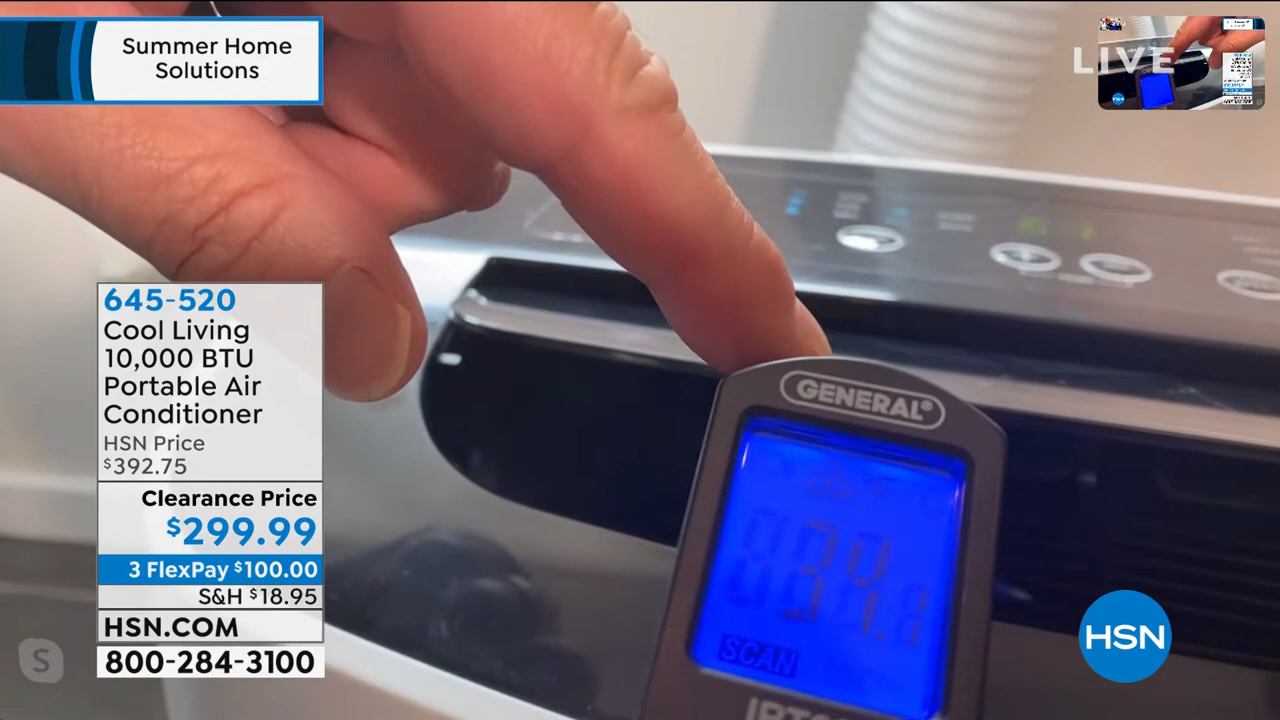 Summer Home
Solutions
LIVE
645-520
Cool Living
10,000 BTU
Portable Air
Conditioner
HSN Price
$392.75
Clearance Price
$299.99
3 FlexPay $100.00
S&H $18.95
HSN.COM
800-284-3100
S
GENERAL®
SCAN
HSN